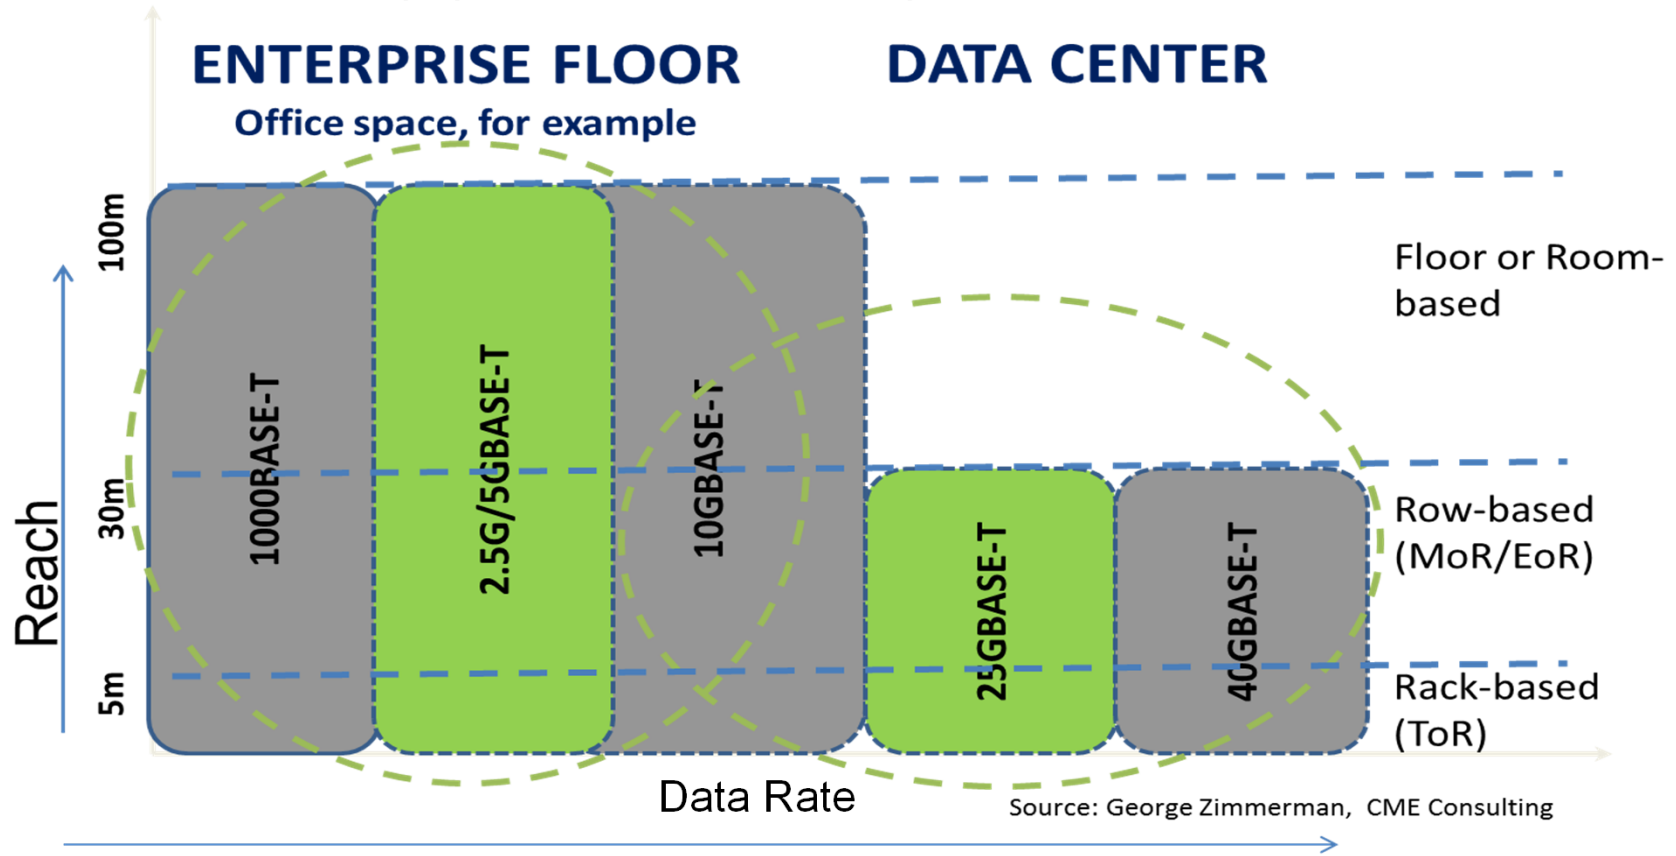 ENTERPRISE FLOOR
Office space, for example
DATA CENTER
100m
30m
5m
Reach
1000BASE-T
2.5G/5GBASE-T
10GBASE-T
25GBASE-T
40GBASE-T
Floor or Room-
based
Row-based
(MoR/EoR)
Rack-based
(ToR)
Data Rate
Source: George Zimmerman, CME Consulting